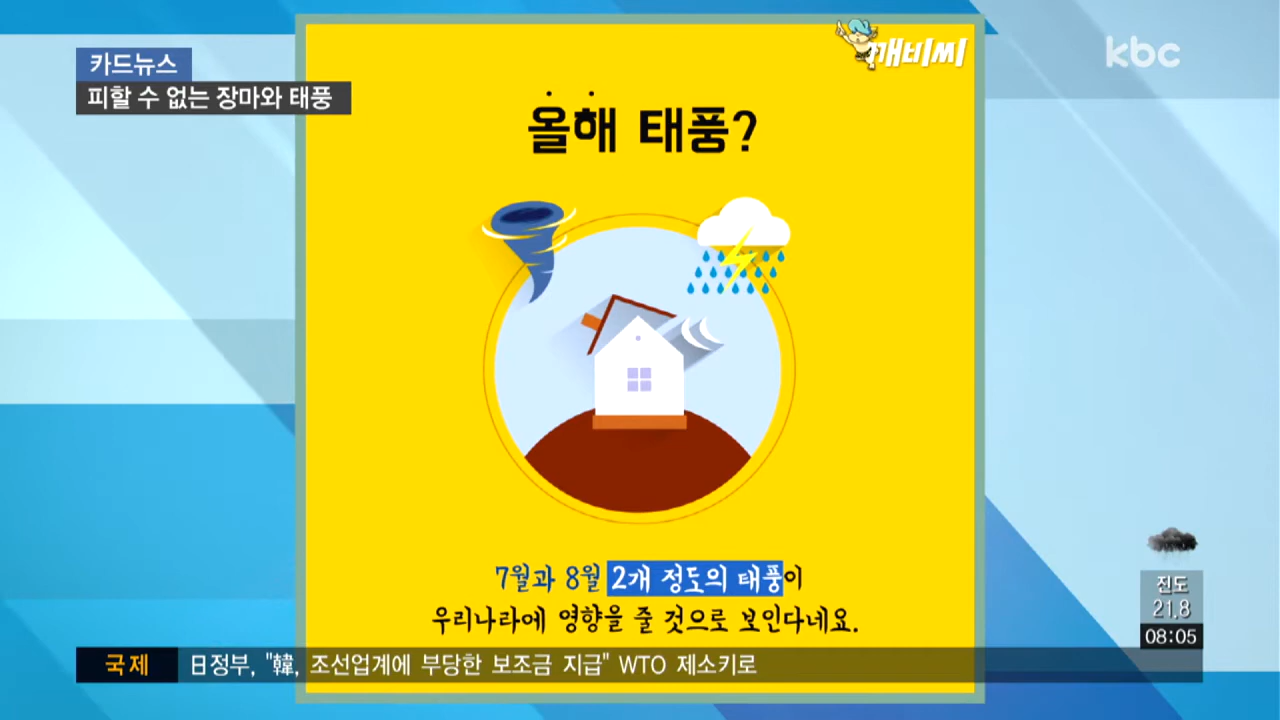 카드뉴스
피할 수 없는 장마와 태풍
깨비씨
kbc
올해 태풍?
7월과 8월 2개 정도의 태풍이
우리나라에 영향을 줄 것으로 보인다네요.
진도
21.8
08:05
국제 日정부, "韓, 조선업계에 부당한 보조금 지급" WTO 제소키로